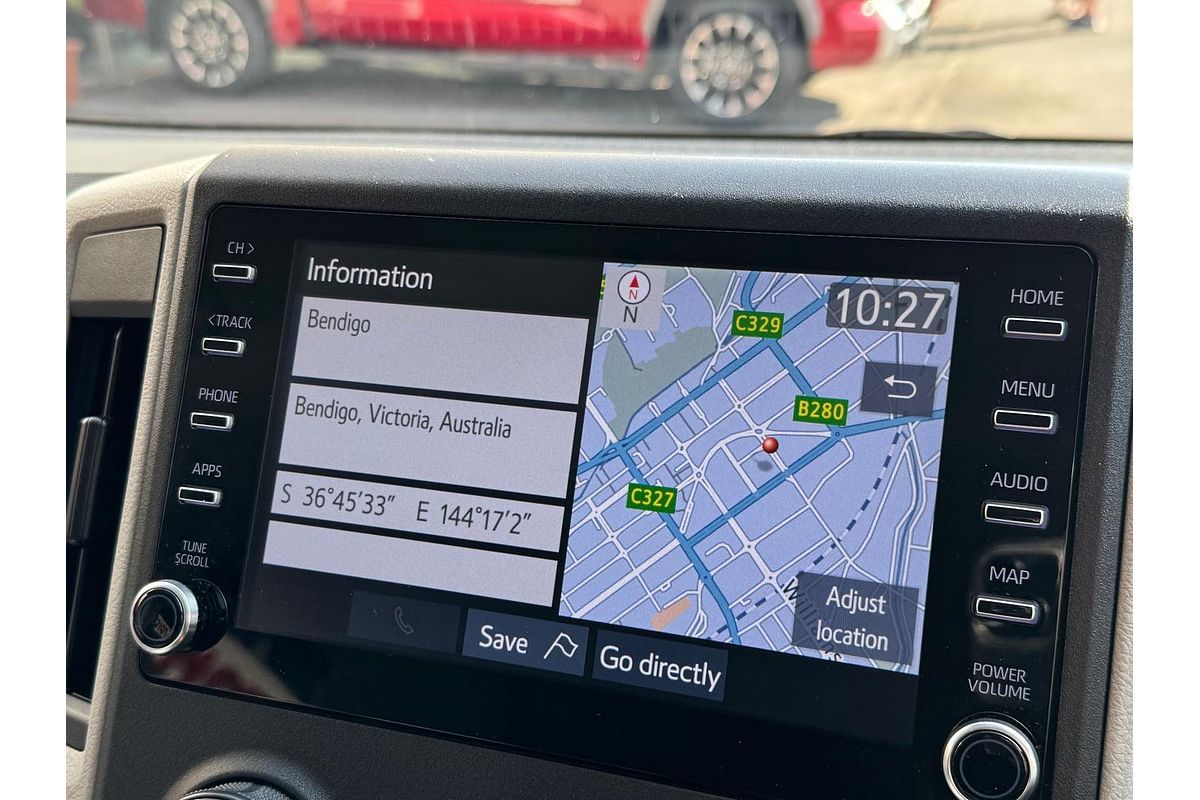 CH >
< TRACK
PHONE
APPS
TUNE
SCROLL
Information
Bendigo
Bendigo, Victoria, Australia
S 36°45'33" E 144°17'2"
Save
Go directly
N
N
C329
10:27
B280
C327
Adjust
location
HOME
MENU
AUDIO
MAP
POWER
VOLUME